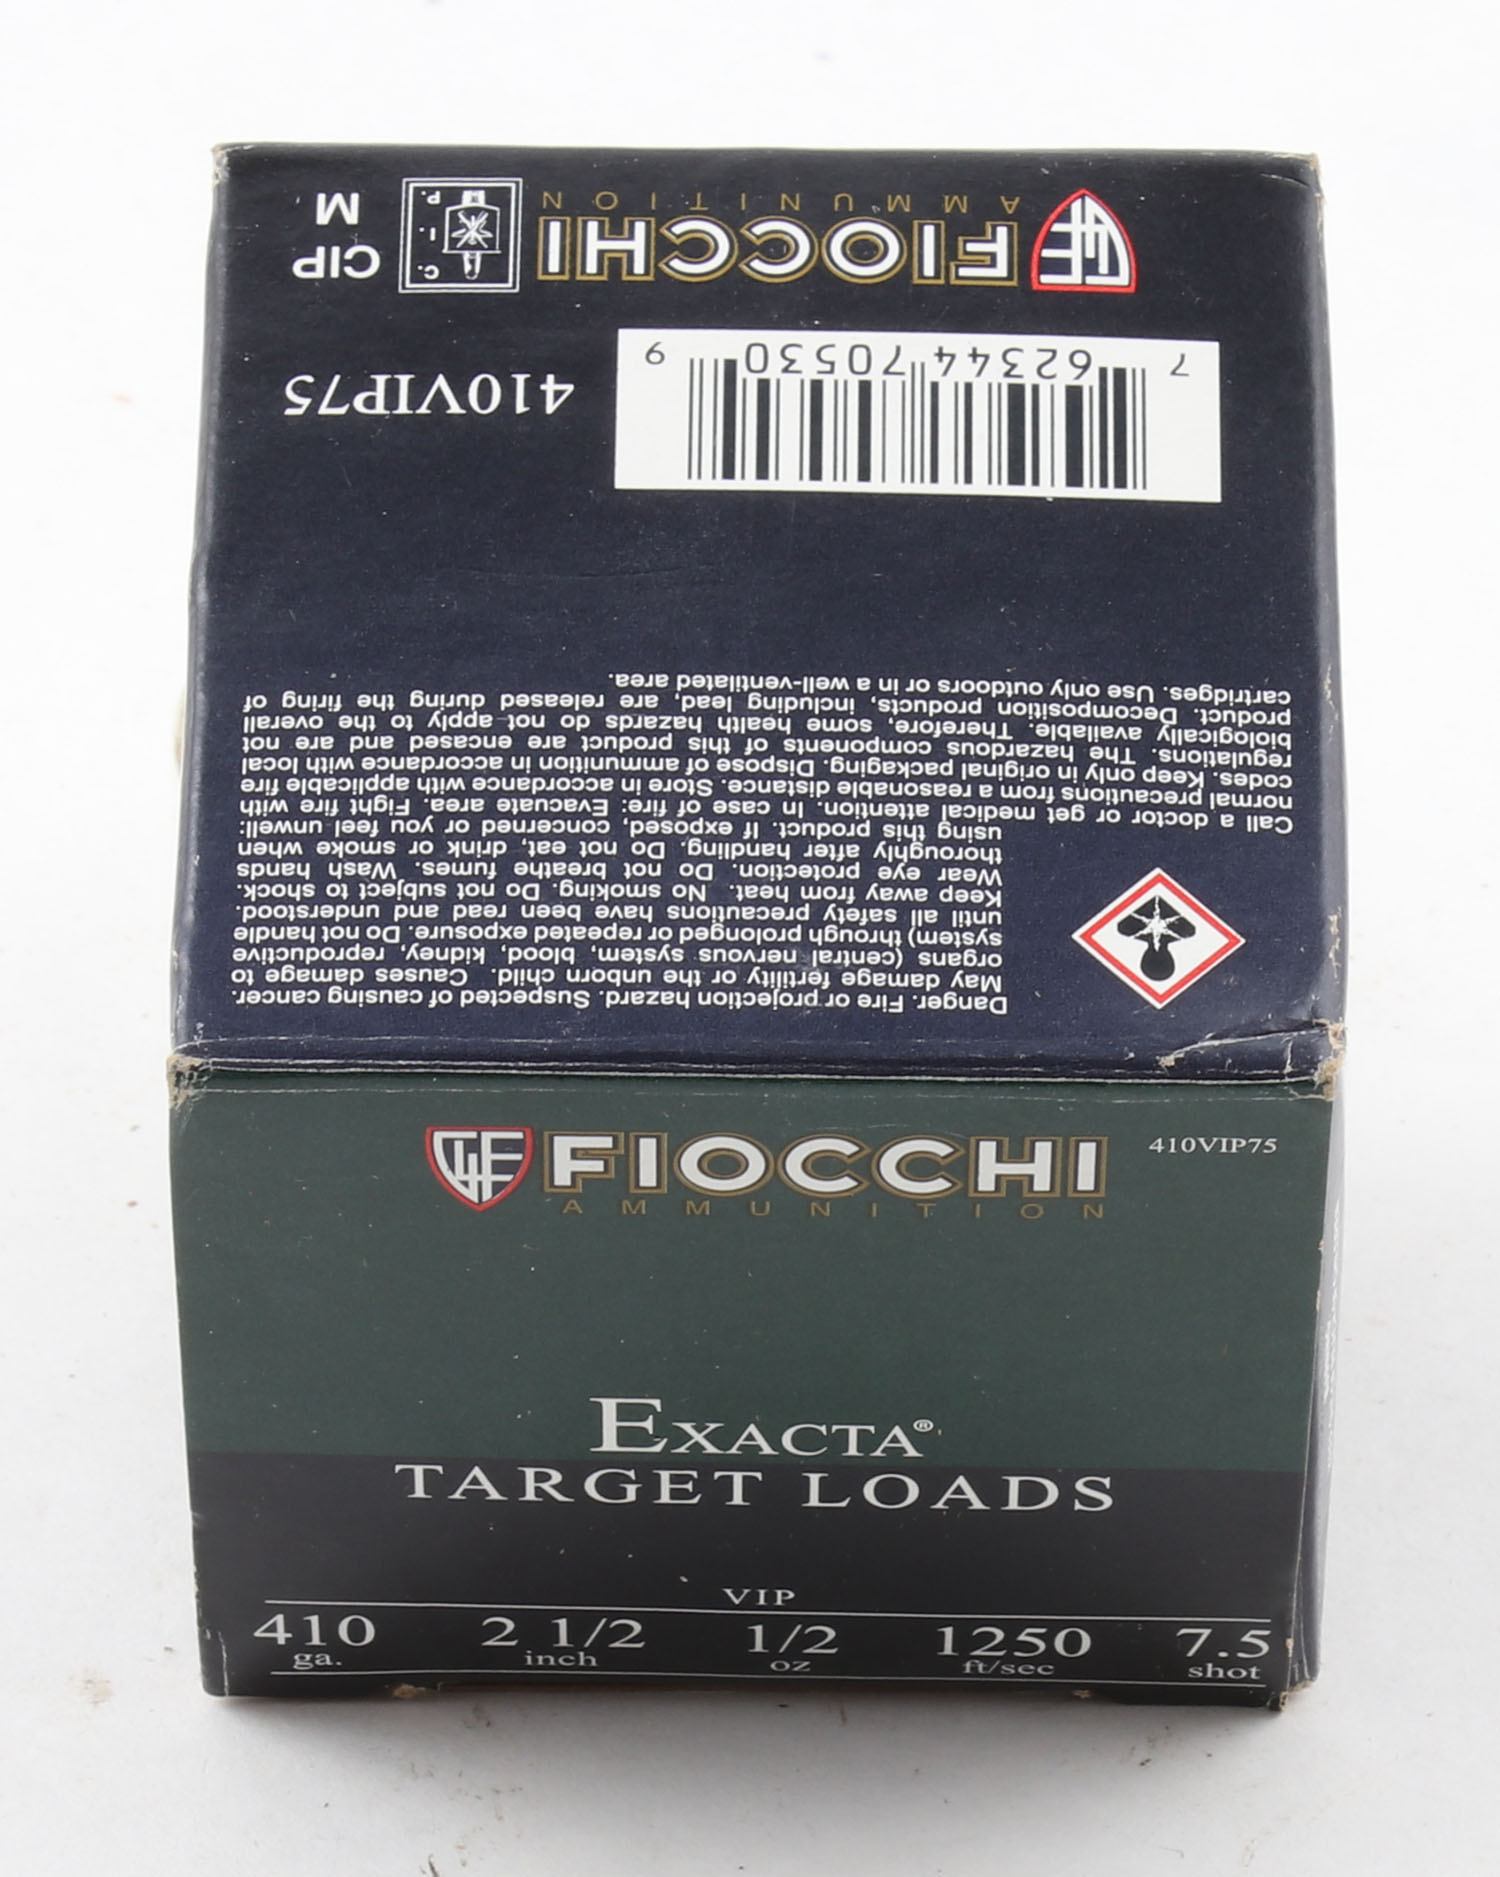 CIP
M
C. I. P.
GFL FIOCCHI
AMMUNITION
410VIP75
7 62344 70530 9
Danger. Fire or projection hazard. Suspected of causing cancer.
May damage fertility or the unborn child. Causes damage to
organs (central nervous system, blood, kidney, reproductive
system) through prolonged or repeated exposure. Do not handle
until all safety precautions have been read and understood.
Keep away from heat. No smoking. Do not subject to shock.
Wear eye protection. Do not breathe fumes. Wash hands
thoroughly after handling. Do not eat, drink or smoke when
using this product. If exposed, concerned or you feel unwell:
Call a doctor or get medical attention. In case of fire: Evacuate area. Fight fire with
normal precautions from a reasonable distance. Store in accordance with applicable fire
codes. Keep only in original packaging. Dispose of ammunition in accordance with local
regulations. The hazardous components of this product are encased and are not
biologically available. Therefore, some health hazards do not apply to the overall
product. Decomposition products, including lead, are released during the firing of
cartridges. Use only outdoors or in a well-ventilated area.
GFL FIOCCHI 410VIP75
AMMUNITION
EXACTA®
TARGET LOADS
VIP
410 2 1/2 1/2 1250 7.5
ga. inch oz ft/sec shot